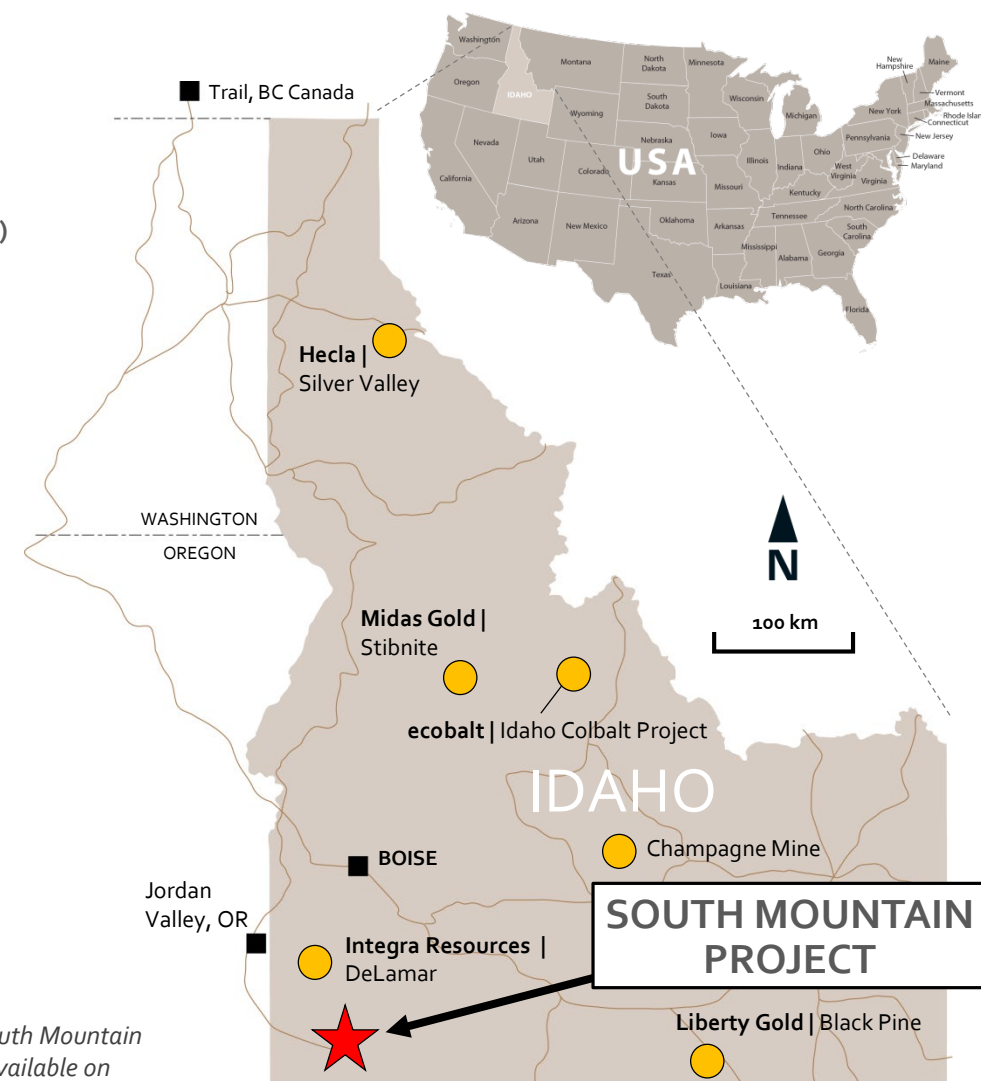 Washington
Montana
North
Dakota
Minnesota
New
Hampshire
Maine
Oregon
IDAHO
South
Dakota
Wisconsin
Michigan
New York
Vermont
Massachusetts
Rhode Islan
Connecticut
Wyoming
Nebraska
Iowa
Pennsylvania
New Jersey
Nevada
Utah
Colorado
USA
Kansas
Illinois
Indiana
Ohio
West
Virginia
Virginia
Delaware
Maryland
California
Missouri
Kentucky
Arizona
New Mexico
Oklahoma
Arkansas
Tennessee
North Carolina
South
Carolina
Texas
Louisiana
Mississippi
Alabama
Georgia
Florida
Trail, BC Canada
)
Hecla |
Silver Valley
WASHINGTON
OREGON
N
100 km
Midas Gold |
Stibnite
ecobalt | Idaho Colbalt Project
IDAHO
Champagne Mine
BOISE
Jordan
Valley, OR
SOUTH MOUNTAIN
PROJECT
Integra Resources |
DeLamar
Liberty Gold | Black Pine
uth Mountain
vailable on